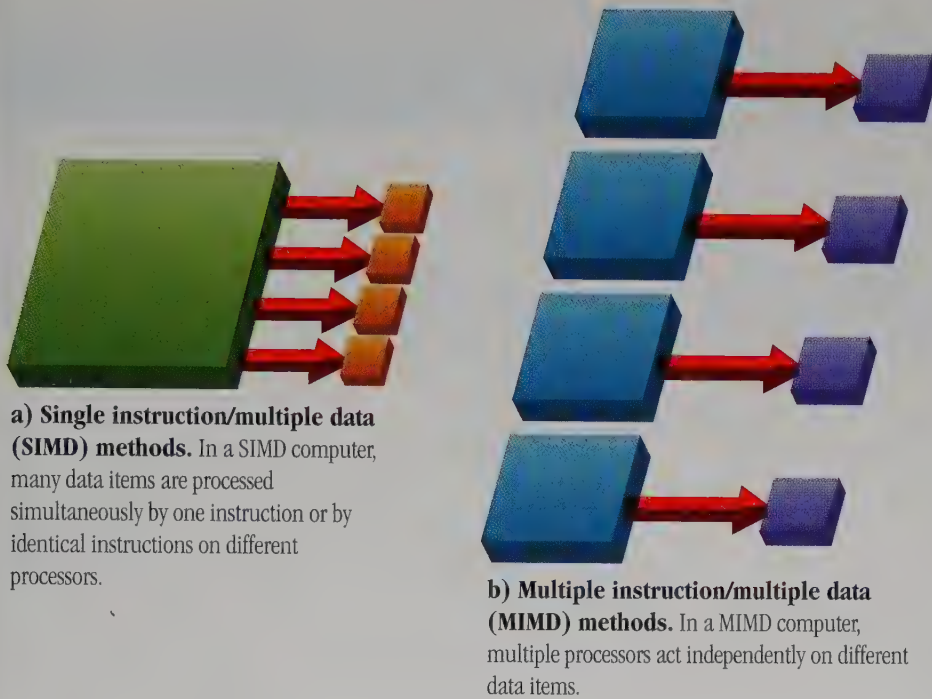 a) Single instruction/multiple data
(SIMD) methods. In a SIMD computer,
many data items are processed
simultaneously by one instruction or by
identical instructions on different
processors.
b) Multiple instruction/multiple data
(MIMD) methods. In a MIMD computer,
multiple processors act independently on different
data items.